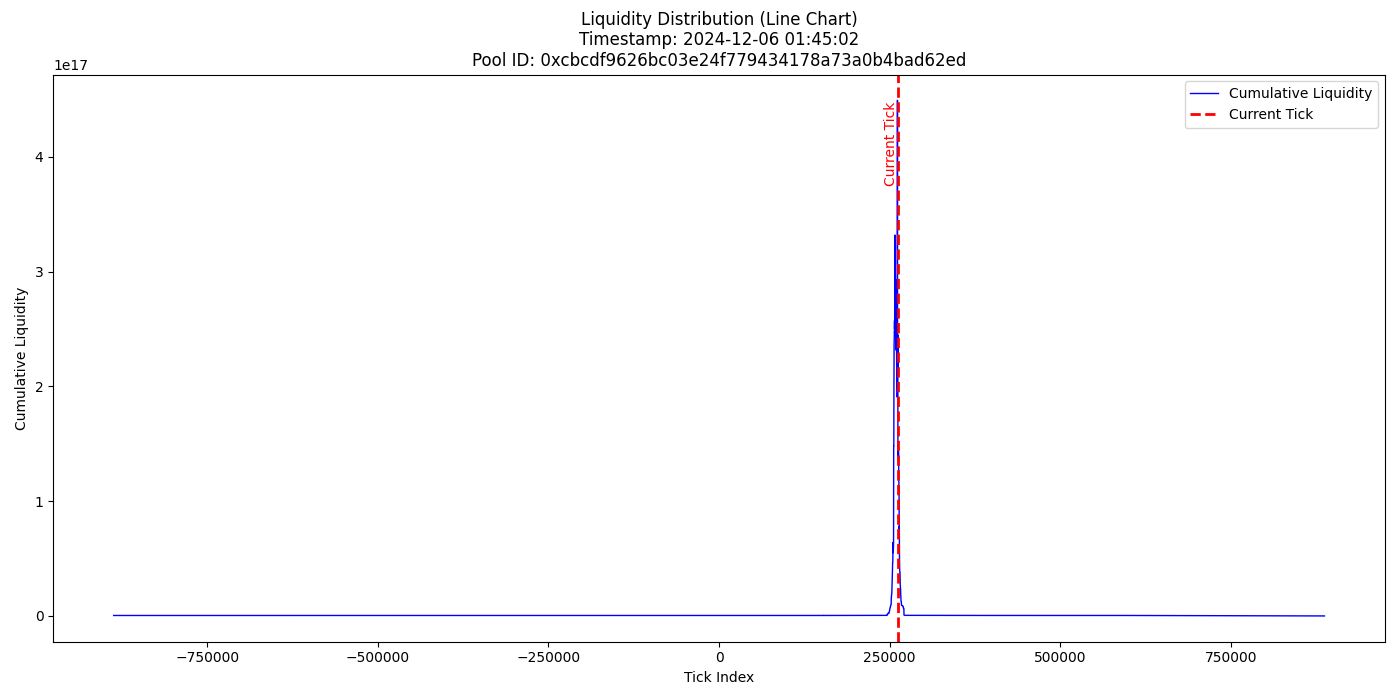 Liquidity Distribution (Line Chart)
Timestamp: 2024-12-06 01:45:02
Pool ID: 0xcbcdf9626bc03e24f779434178a73a0b4bad62ed
1e17
Cumulative Liquidity
Current Tick
Current Tick
4
3
2
1
0
Cumulative Liquidity
−750000
−500000
−250000
0
250000
500000
750000
Tick Index